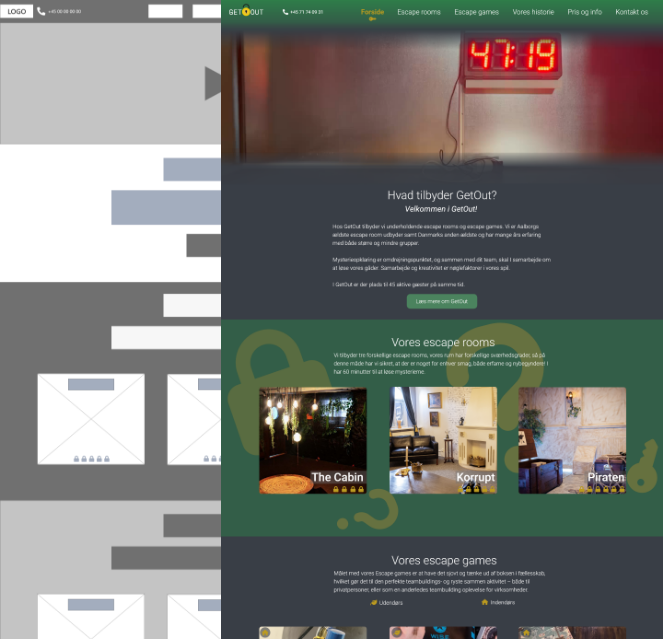 LOGO
+45 00 00 00 00
GETOUT
+45 71 74 00 31
Forside
Escape rooms
Escape games
Vores historie
Pris og info
Kontakt os
47:19
Hvad tilbyder GetOut?
Velkommen i GetOut!
Hos GetOut tilbyder vi underholdende escape rooms og escape games. Vi er Aalborgs
ældste escape room udbyder samt Danmarks anden ældste og har mange års erfaring
med både større og mindre grupper.
Mysterieopklaring er omdrejningspunktet, og sammen med dit team, skal I samarbejde om
at løse vores gåder. Samarbejde og kreativitet er nøglefaktorer i vores spil.
I GetOut er der plads til 45 aktive gæster på samme tid.
Læs mere om GetOut
Vores escape rooms
Vi tilbyder tre forskellige escape rooms, vores rum har forskellige sværhedsgrader, så på
denne måde har vi sikret, at der er noget for enhver smag, både erfarne og nybegyndere! I
har 60 minutter til at løse mysterierne.
The Cabin
Korrupt
Piraten
Vores escape games
Målet med vores Escape games er at have det sjovt og tænke ud af boksen i fællesskab,
hvilket gør det til den perfekte teambuildings- og ryste sammen aktivitet – både til
privatpersoner, eller som en anderledes teambuilding oplevelse for virksomheder.
Udendørs
Indendørs